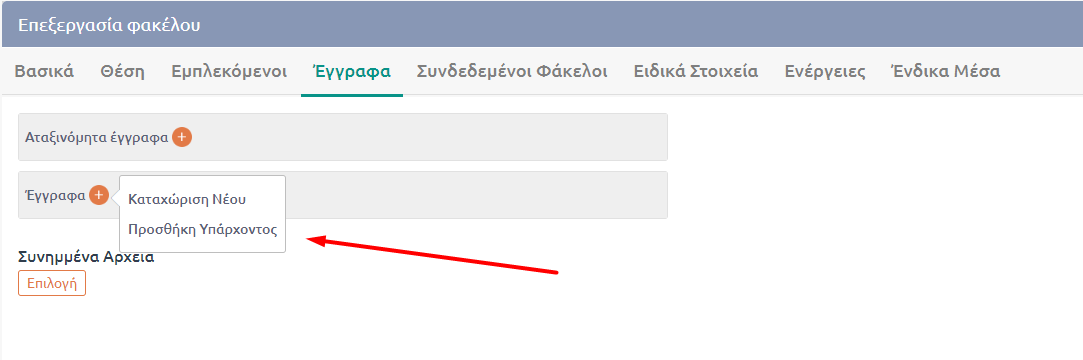 Επεξεργασία φακέλου
Βασικά Θέση Εμπλεκόμενοι Έγγραφα Συνδεδεμένοι Φάκελοι Ειδικά Στοιχεία Ενέργειες Ένδικα Μέσα
Αταξινόμητα έγγραφα +
Έγγραφα +
Καταχώριση Νέου
Προσθήκη Υπάρχοντος
Συνημμένα Αρχεία
Επιλογή